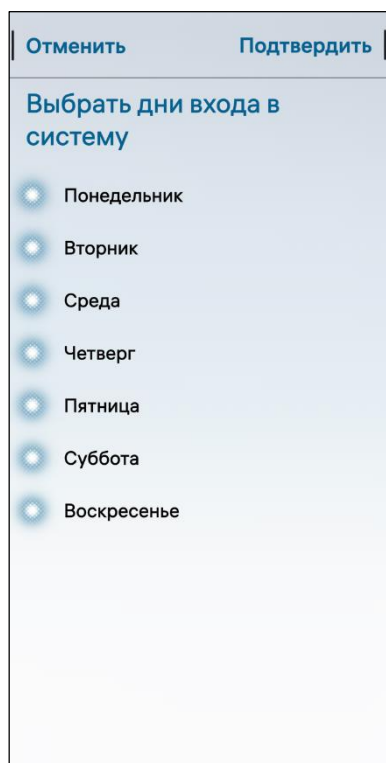 Отменить Подтвердить
Выбрать дни входа в
систему
Понедельник
Вторник
Среда
Четверг
Пятница
Суббота
Воскресенье